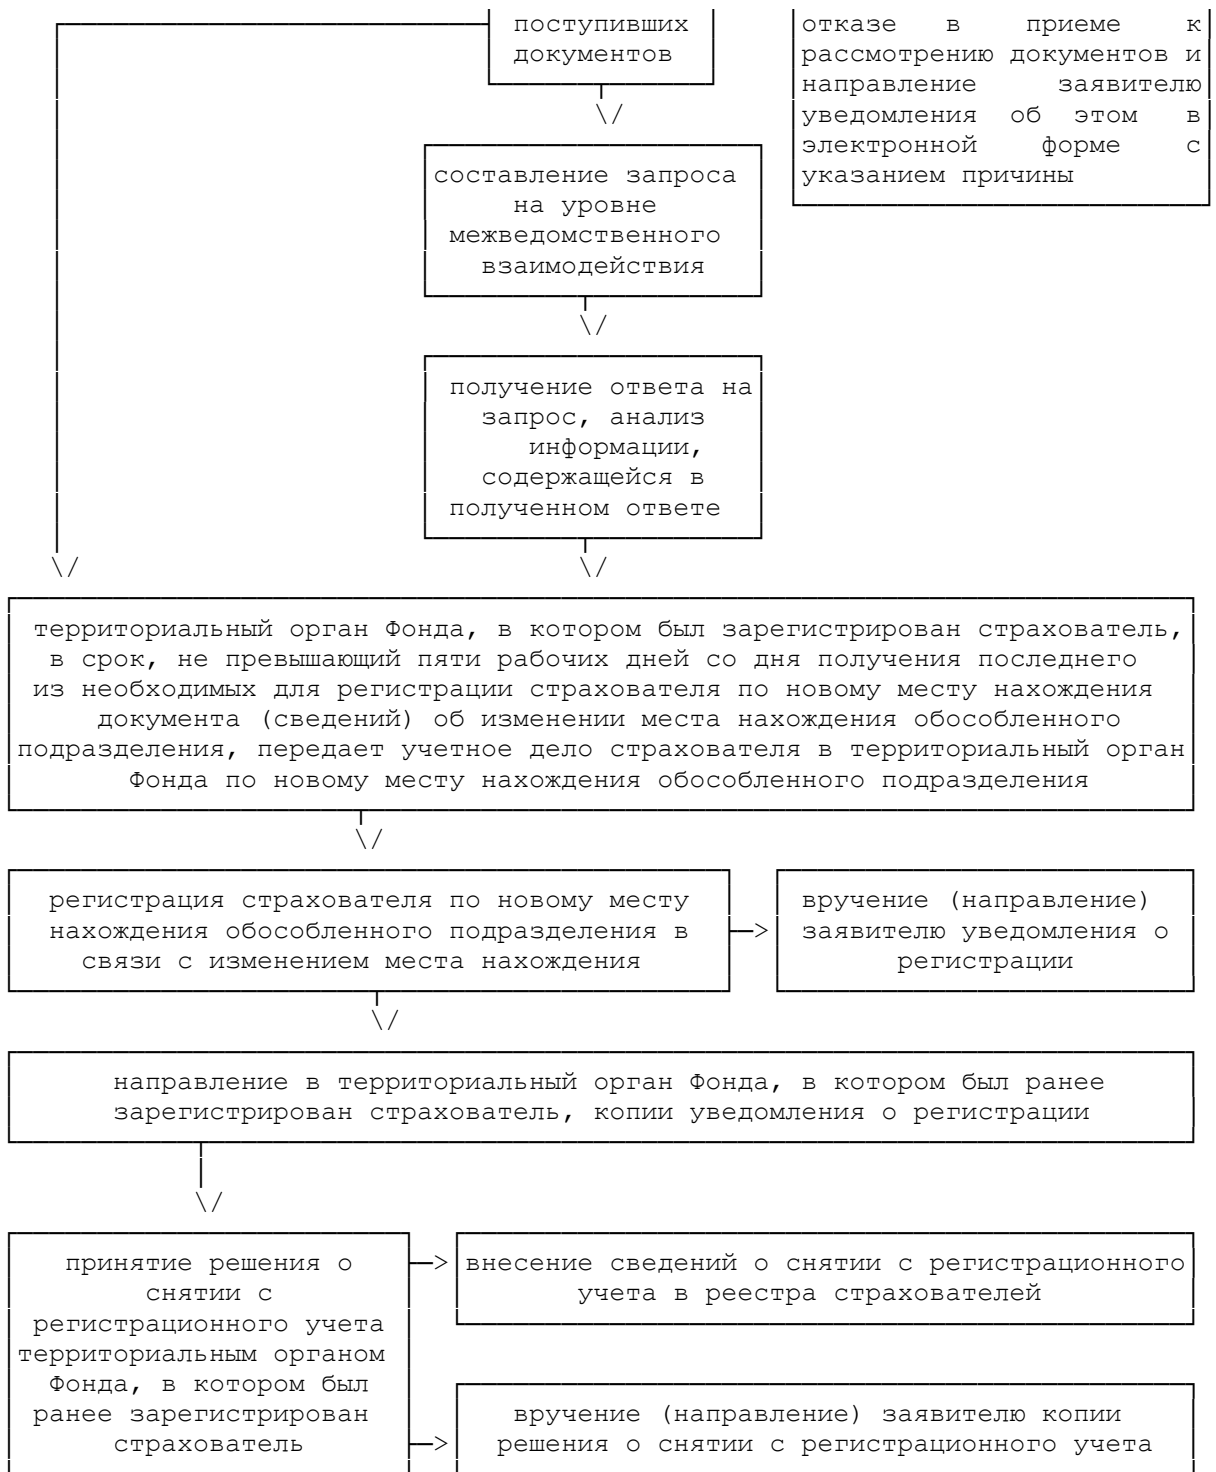 поступивших
документов
отказе в приеме к
рассмотрению документов и
направление заявителю
уведомления об этом в
электронной форме с
указанием причины
составление запроса
на уровне
межведомственного
взаимодействия
получение ответа на
запрос, анализ
информации,
содержащейся в
полученном ответе
территориальный орган Фонда, в котором был зарегистрирован страхователь,
в срок, не превышающий пяти рабочих дней со дня получения последнего
из необходимых для регистрации страхователя по новому месту нахождения
документа (сведений) об изменении места нахождения обособленного
подразделения, передает учетное дело страхователя в территориальный орган
Фонда по новому месту нахождения обособленного подразделения
регистрация страхователя по новому месту
нахождения обособленного подразделения в
связи с изменением места нахождения
вручение (направление)
заявителю уведомления о
регистрации
направление в территориальный орган Фонда, в котором был ранее
зарегистрирован страхователь, копии уведомления о регистрации
принятие решения о
снятии с
регистрационного учета
территориальным органом
Фонда, в котором был
ранее зарегистрирован
страхователь
внесение сведений о снятии с регистрационного
учета в реестра страхователей
вручение (направление) заявителю копии
решения о снятии с регистрационного учета